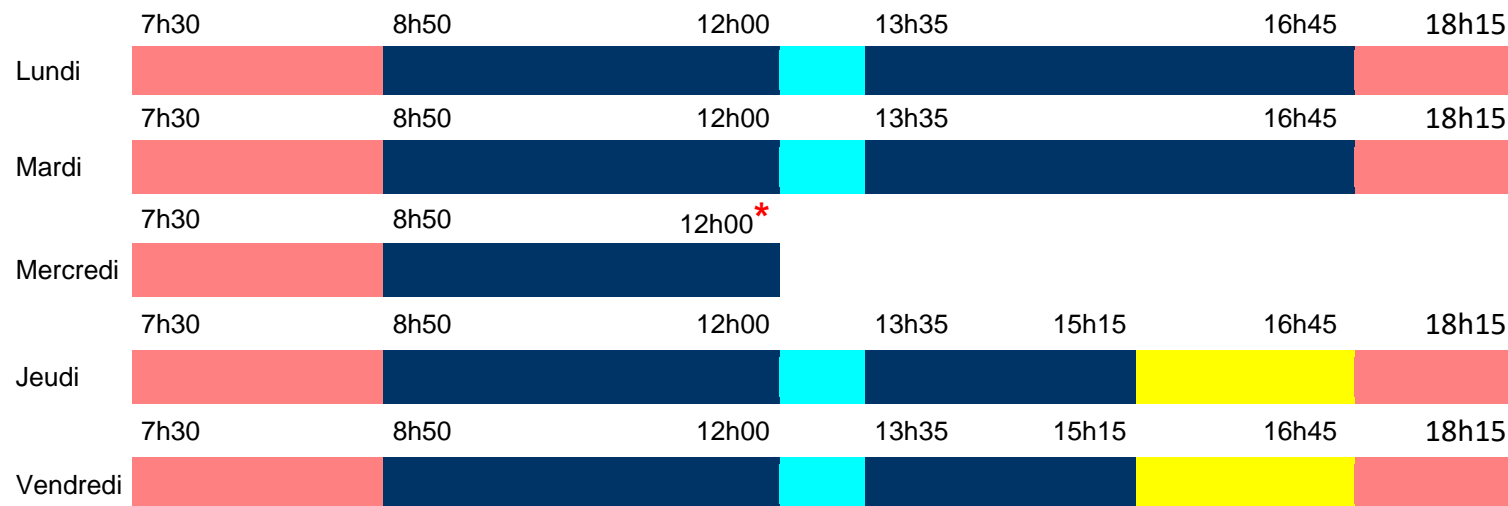 7h30 8h50 12h00 13h35 16h45 18h15
Lundi
7h30 8h50 12h00 13h35 16h45 18h15
Mardi
7h30 8h50 12h00*
Mercredi
7h30 8h50 12h00 13h35 15h15 16h45 18h15
Jeudi
7h30 8h50 12h00 13h35 15h15 16h45 18h15
Vendredi